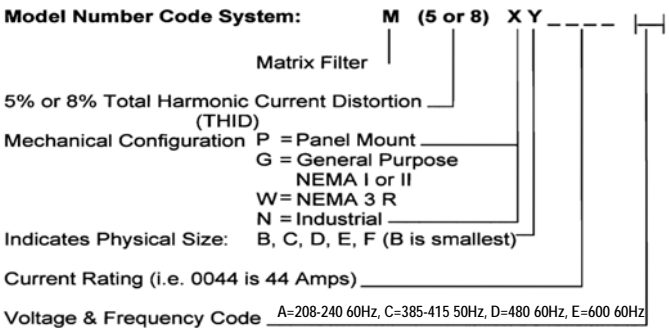 Model Number Code System: M (5 or 8) X Y _ _ _ _
Matrix Filter
5% or 8% Total Harmonic Current Distortion
(THID)
Mechanical Configuration P =Panel Mount
G = General Purpose
NEMA I or II
W= NEMA 3 R
N = Industrial
Indicates Physical Size: B, C, D, E, F (B is smallest)
Current Rating (i.e. 0044 is 44 Amps)
Voltage & Frequency Code A=208-240 60Hz, C=385-415 50Hz, D=480 60Hz, E=600 60Hz